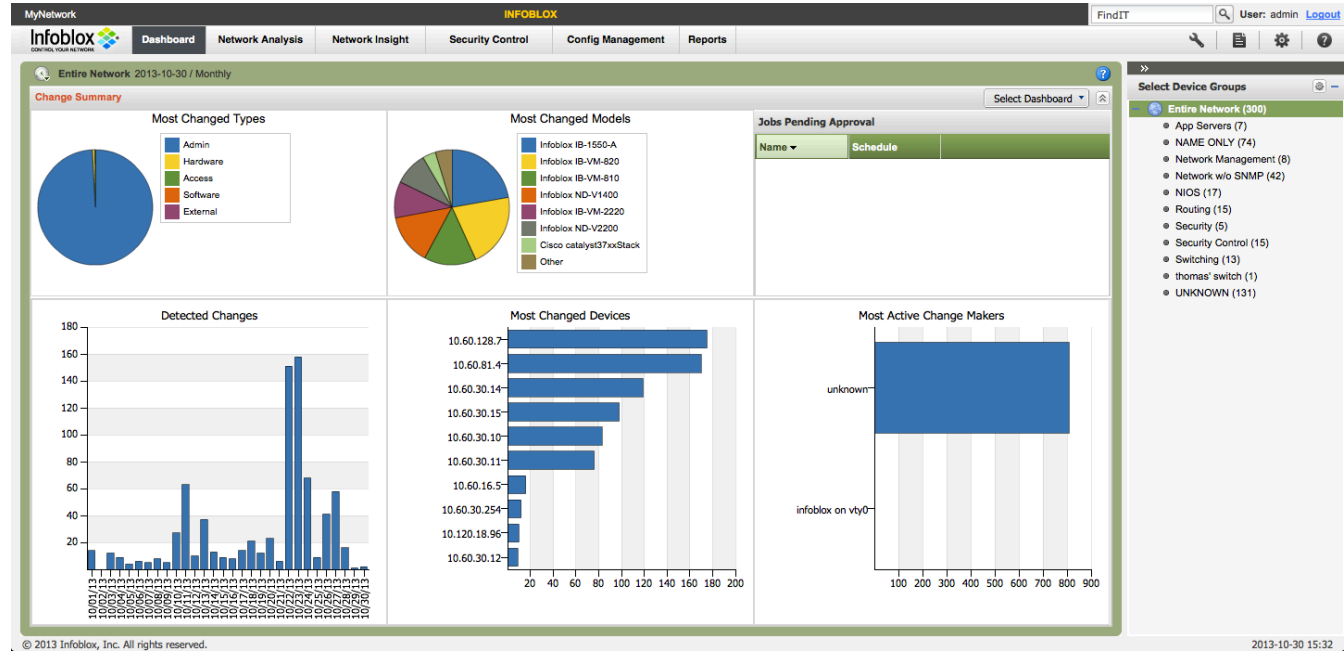 MyNetwork
INFOBLOX
FindIT
User: admin Logout
Infoblox
CONTROL YOUR NETWORK
Dashboard
Network Analysis
Network Insight
Security Control
Config Management
Reports
Entire Network 2013-10-30 / Monthly
Change Summary
Select Dashboard
Most Changed Types
Admin
Hardware
Access
Software
External
Most Changed Models
Infoblox IB-1550-A
Infoblox IB-VM-820
Infoblox IB-VM-810
Infoblox ND-V1400
Infoblox IB-VM-2220
Infoblox ND-V2200
Cisco catalyst37xxStack
Other
Jobs Pending Approval
Name Schedule
Detected Changes
180
160
140
120
100
80
60
40
20
10/01/13
10/02/13
10/03/13
10/04/13
10/05/13
10/06/13
10/07/13
10/08/13
10/09/13
10/10/13
10/11/13
10/12/13
10/13/13
10/14/13
10/15/13
10/16/13
10/17/13
10/18/13
10/19/13
10/20/13
10/21/13
10/22/13
10/23/13
10/24/13
10/25/13
10/26/13
10/27/13
10/28/13
10/29/13
10/30/13
Most Changed Devices
10.60.128.7
10.60.81.4
10.60.30.14
10.60.30.15
10.60.30.10
10.60.30.11
10.60.16.5
10.60.30.254
10.120.18.96
10.60.30.12
20 40 60 80 100 120 140 160 180 200
Most Active Change Makers
unknown
infoblox on vty0
100 200 300 400 500 600 700 800 900
»
Select Device Groups
Entire Network (300)
App Servers (7)
NAME ONLY (74)
Network Management (8)
Network w/o SNMP (42)
NIOS (17)
Routing (15)
Security (5)
Security Control (15)
Switching (13)
thomas' switch (1)
UNKNOWN (131)
© 2013 Infoblox, Inc. All rights reserved.
2013-10-30 15:32